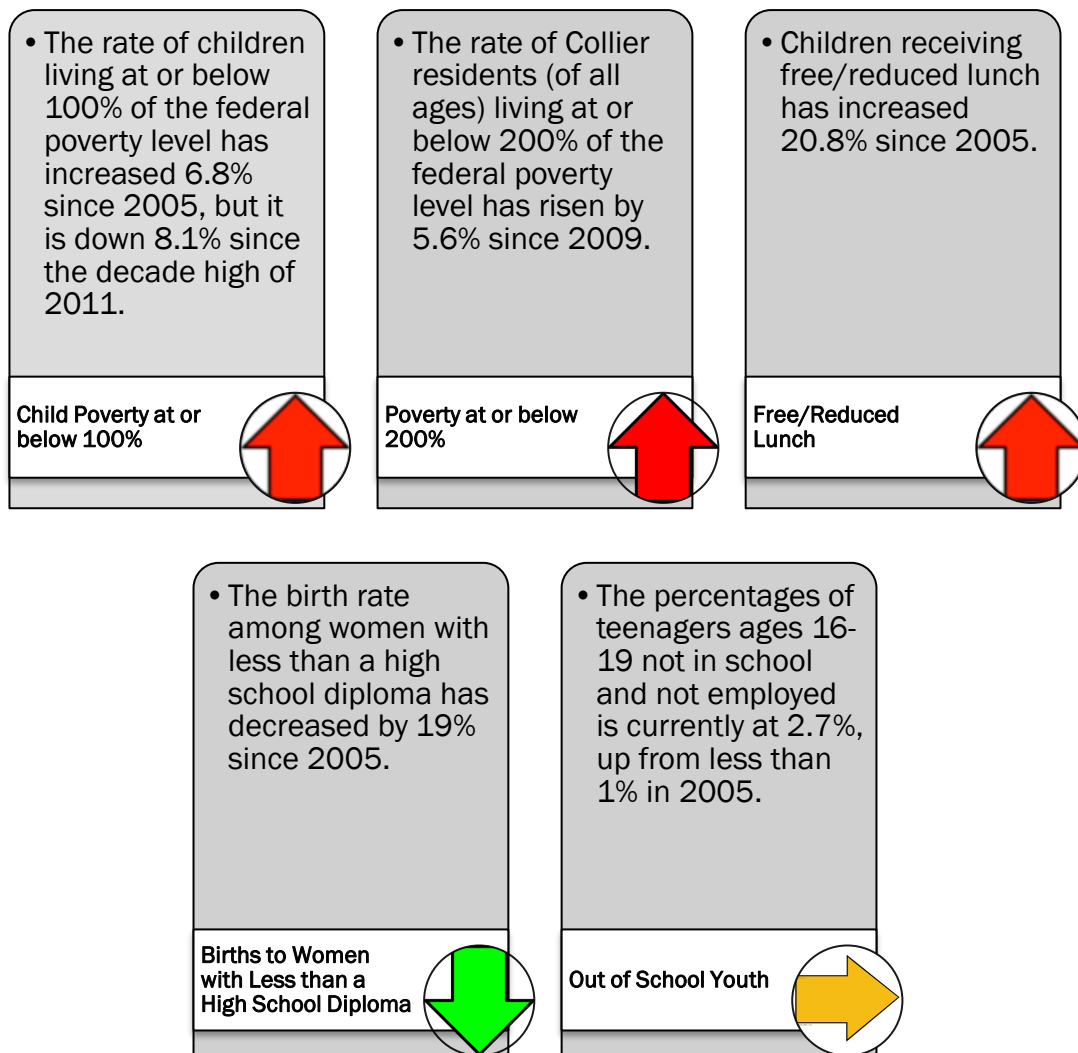 • The rate of children
living at or below
100% of the federal
poverty level has
increased 6.8%
since 2005, but it
is down 8.1% since
the decade high of
2011.
Child Poverty at or
below 100%
• The rate of Collier
residents (of all
ages) living at or
below 200% of the
federal poverty
level has risen by
5.6% since 2009.
Poverty at or below
200%
• Children receiving
free/reduced lunch
has increased
20.8% since 2005.
Free/Reduced
Lunch
• The birth rate
among women with
less than a high
school diploma has
decreased by 19%
since 2005.
Births to Women
with Less than a
High School Diploma
• The percentages of
teenagers ages 16-
19 not in school
and not employed
is currently at 2.7%,
up from less than
1% in 2005.
Out of School Youth